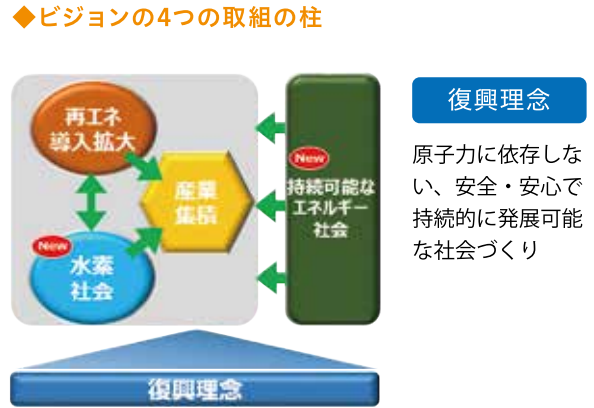 ◆ビジョンの4つの取組の柱
再エネ
導入拡大
産業
集積
New
水素
社会
New
持続可能な
エネルギー
社会
復興理念
復興理念
原子力に依存しな
い、安全・安心で
持続的に発展可能
な社会づくり